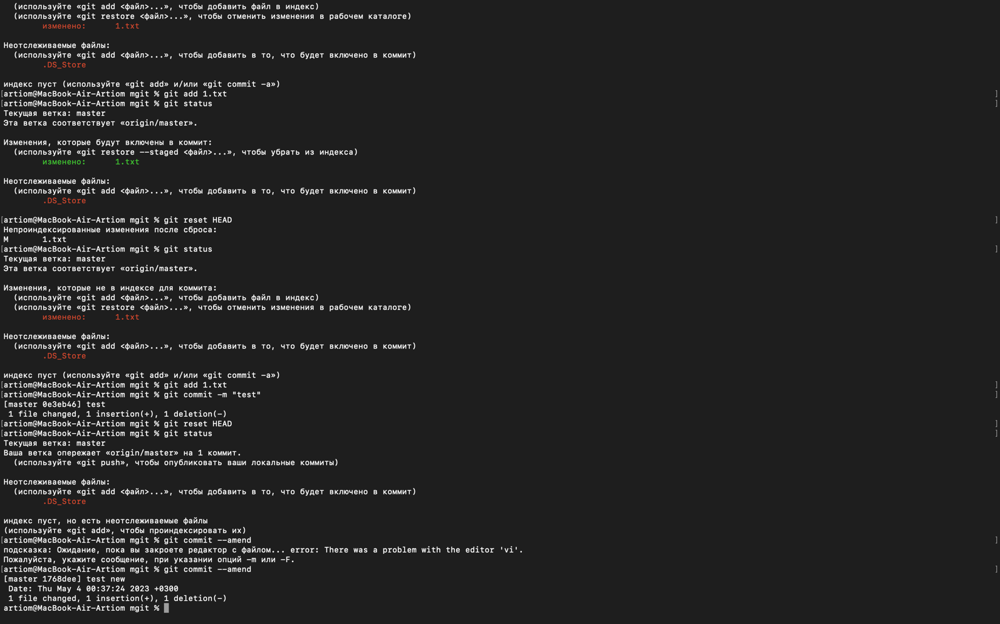 (используйте «git add <файл>...», чтобы добавить файл в индекс)
(используйте «git restore <файл>...», чтобы отменить изменения в рабочем каталоге)
изменено:      1.txt
Неотслеживаемые файлы:
(используйте «git add <файл>...», чтобы добавить в то, что будет включено в коммит)
.DS_Store
индекс пуст (используйте «git add» и/или «git commit -a»)
[artiom@MacBook-Air-Artiom mgit % git add 1.txt ]
[artiom@MacBook-Air-Artiom mgit % git status ]
Текущая ветка: master
Эта ветка соответствует «origin/master».
Изменения, которые будут включены в коммит:
(используйте «git restore --staged <файл>...», чтобы убрать из индекса)
изменено:      1.txt
Неотслеживаемые файлы:
(используйте «git add <файл>...», чтобы добавить в то, что будет включено в коммит)
.DS_Store
[artiom@MacBook-Air-Artiom mgit % git reset HEAD ]
Непроиндексированные изменения после сброса:
M       1.txt
[artiom@MacBook-Air-Artiom mgit % git status ]
Текущая ветка: master
Эта ветка соответствует «origin/master».
Изменения, которые не в индексе для коммита:
(используйте «git add <файл>...», чтобы добавить файл в индекс)
(используйте «git restore <файл>...», чтобы отменить изменения в рабочем каталоге)
изменено:      1.txt
Неотслеживаемые файлы:
(используйте «git add <файл>...», чтобы добавить в то, что будет включено в коммит)
.DS_Store
индекс пуст (используйте «git add» и/или «git commit -a»)
[artiom@MacBook-Air-Artiom mgit % git add 1.txt ]
[artiom@MacBook-Air-Artiom mgit % git commit -m "test" ]
[master 0e3eb46] test
1 file changed, 1 insertion(+), 1 deletion(-)
[artiom@MacBook-Air-Artiom mgit % git reset HEAD ]
[artiom@MacBook-Air-Artiom mgit % git status ]
Текущая ветка: master
Ваша ветка опережает «origin/master» на 1 коммит.
(используйте «git push», чтобы опубликовать ваши локальные коммиты)
Неотслеживаемые файлы:
(используйте «git add <файл>...», чтобы добавить в то, что будет включено в коммит)
.DS_Store
индекс пуст, но есть неотслеживаемые файлы
(используйте «git add», чтобы проиндексировать их)
[artiom@MacBook-Air-Artiom mgit % git commit --amend ]
подсказка: Ожидание, пока вы закроете редактор с файлом... error: There was a problem with the editor 'vi'.
Пожалуйста, укажите сообщение, при указании опций -m или -F.
[artiom@MacBook-Air-Artiom mgit % git commit --amend ]
[master 1768dee] test new
Date: Thu May 4 00:37:24 2023 +0300
1 file changed, 1 insertion(+), 1 deletion(-)
artiom@MacBook-Air-Artiom mgit %